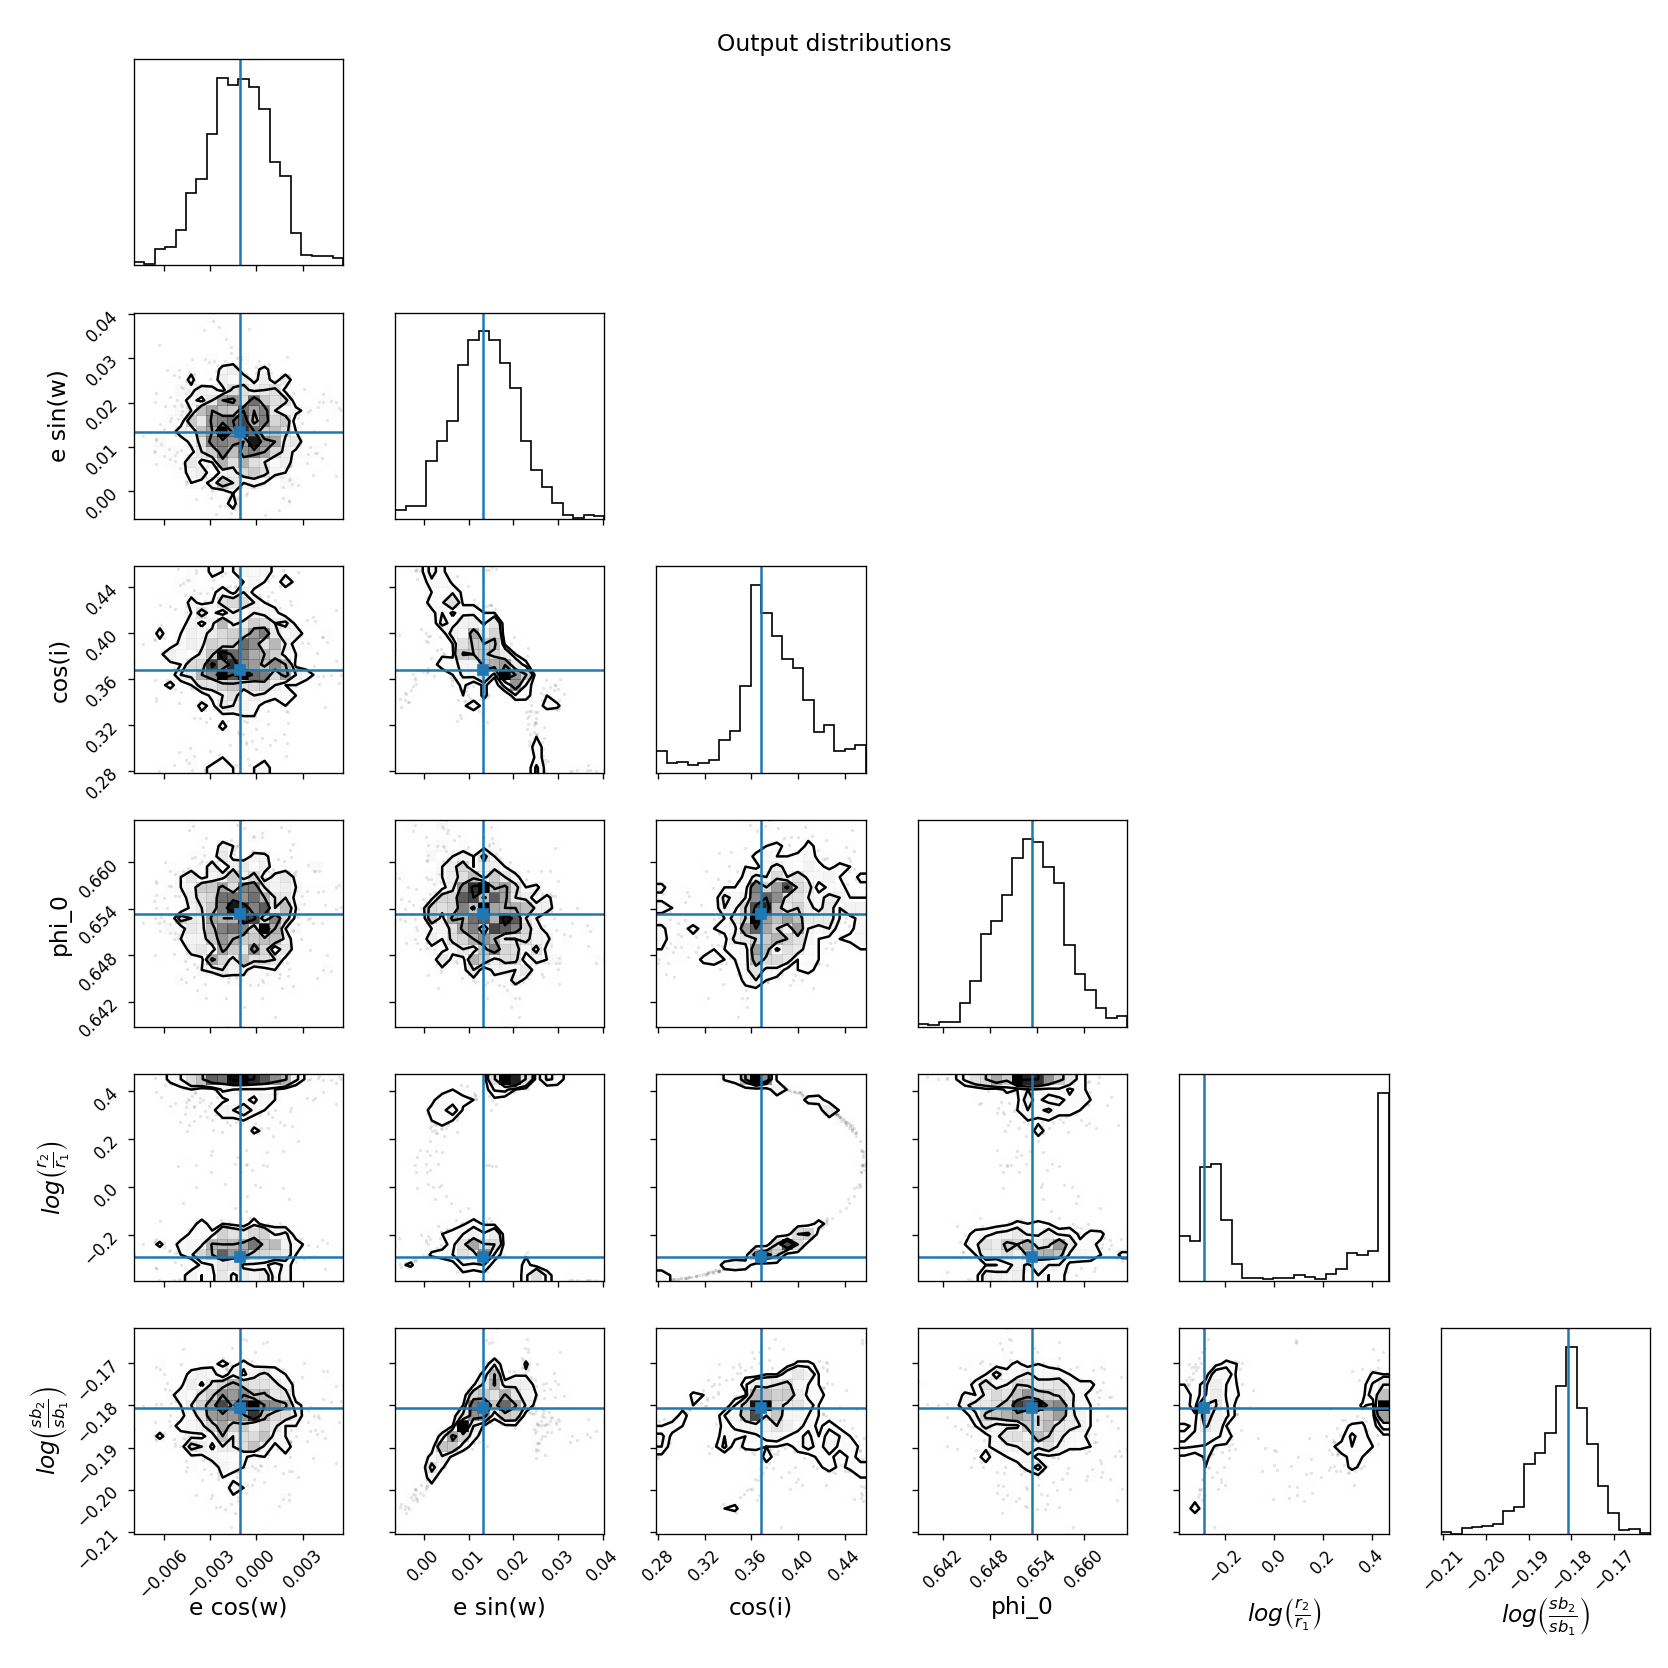 Output distributions
e sin(w)
0.04
0.03
0.02
0.01
0.00
cos(i)
0.44
0.40
0.36
0.32
0.28
phi_0
0.660
0.654
0.648
0.642
log(r2/r1)
0.4
0.2
0.0
−0.2
log(sb2/sb1)
−0.17
−0.18
−0.19
−0.20
−0.21
−0.006 −0.003 0.000 0.003
0.00 0.01 0.02 0.03 0.04
0.28 0.32 0.36 0.40 0.44
0.642 0.648 0.654 0.660
−0.2 0.0 0.2 0.4
−0.21 −0.20 −0.19 −0.18 −0.17
e cos(w) e sin(w) cos(i) phi_0 log(r2/r1) log(sb2/sb1)